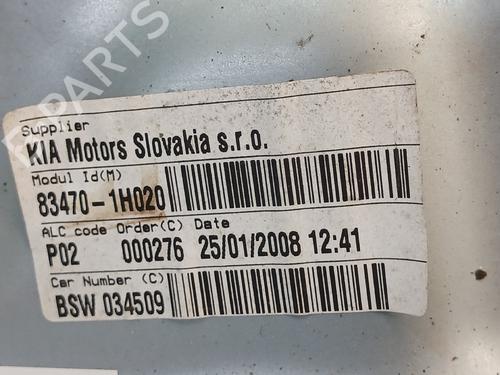 B-PARTS
Supplier
KIA Motors Slovakia s.r.o.
Modul Id(M)
83470-1H020
ALC code Order(C) Date
P02 000276 25/01/2008 12:41
Car Number (C)
BSW 034509